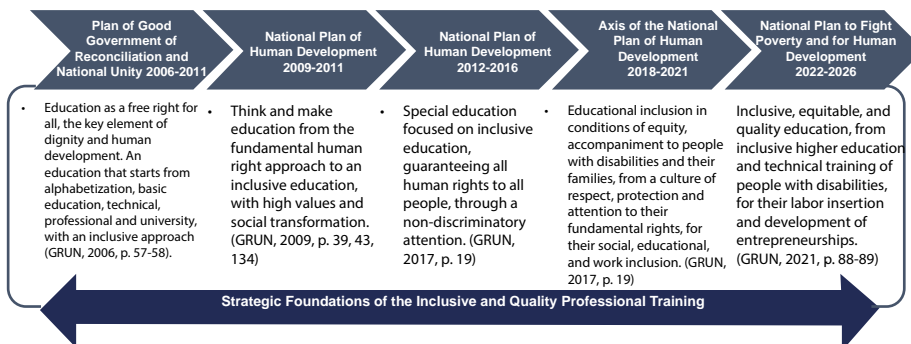 Plan of Good
Government of
Reconciliation and
National Unity 2006-2011
National Plan of
Human Development
2009-2011
National Plan of
Human Development
2012-2016
Axis of the National
Plan of Human
Development
2018-2021
National Plan to Fight
Poverty and for Human
Development
2022-2026
• Education as a free right for
all, the key element of
dignity and human
development. An
education that starts from
alphabetization, basic
education, technical,
professional and university,
with an inclusive approach
(GRUN, 2006, p. 57-58).
• Think and make
education from the
fundamental human
right approach to an
inclusive education,
with high values and
social transformation.
(GRUN, 2009, p. 39, 43,
134)
• Special education
focused on inclusive
education,
guaranteeing all
human rights to all
people, through a
non-discriminatory
attention. (GRUN,
2017, p. 19)
• Educational inclusion in
conditions of equity,
accompaniment to people
with disabilities and their
families, from a culture of
respect, protection and
attention to their
fundamental rights, for
their social, educational,
and work inclusion. (GRUN,
2017, p. 19)
Inclusive, equitable, and
quality education, from
inclusive higher education
and technical training of
people with disabilities,
for their labor insertion
and development of
entrepreneurships.
(GRUN, 2021, p. 88-89)
Strategic Foundations of the Inclusive and Quality Professional Training